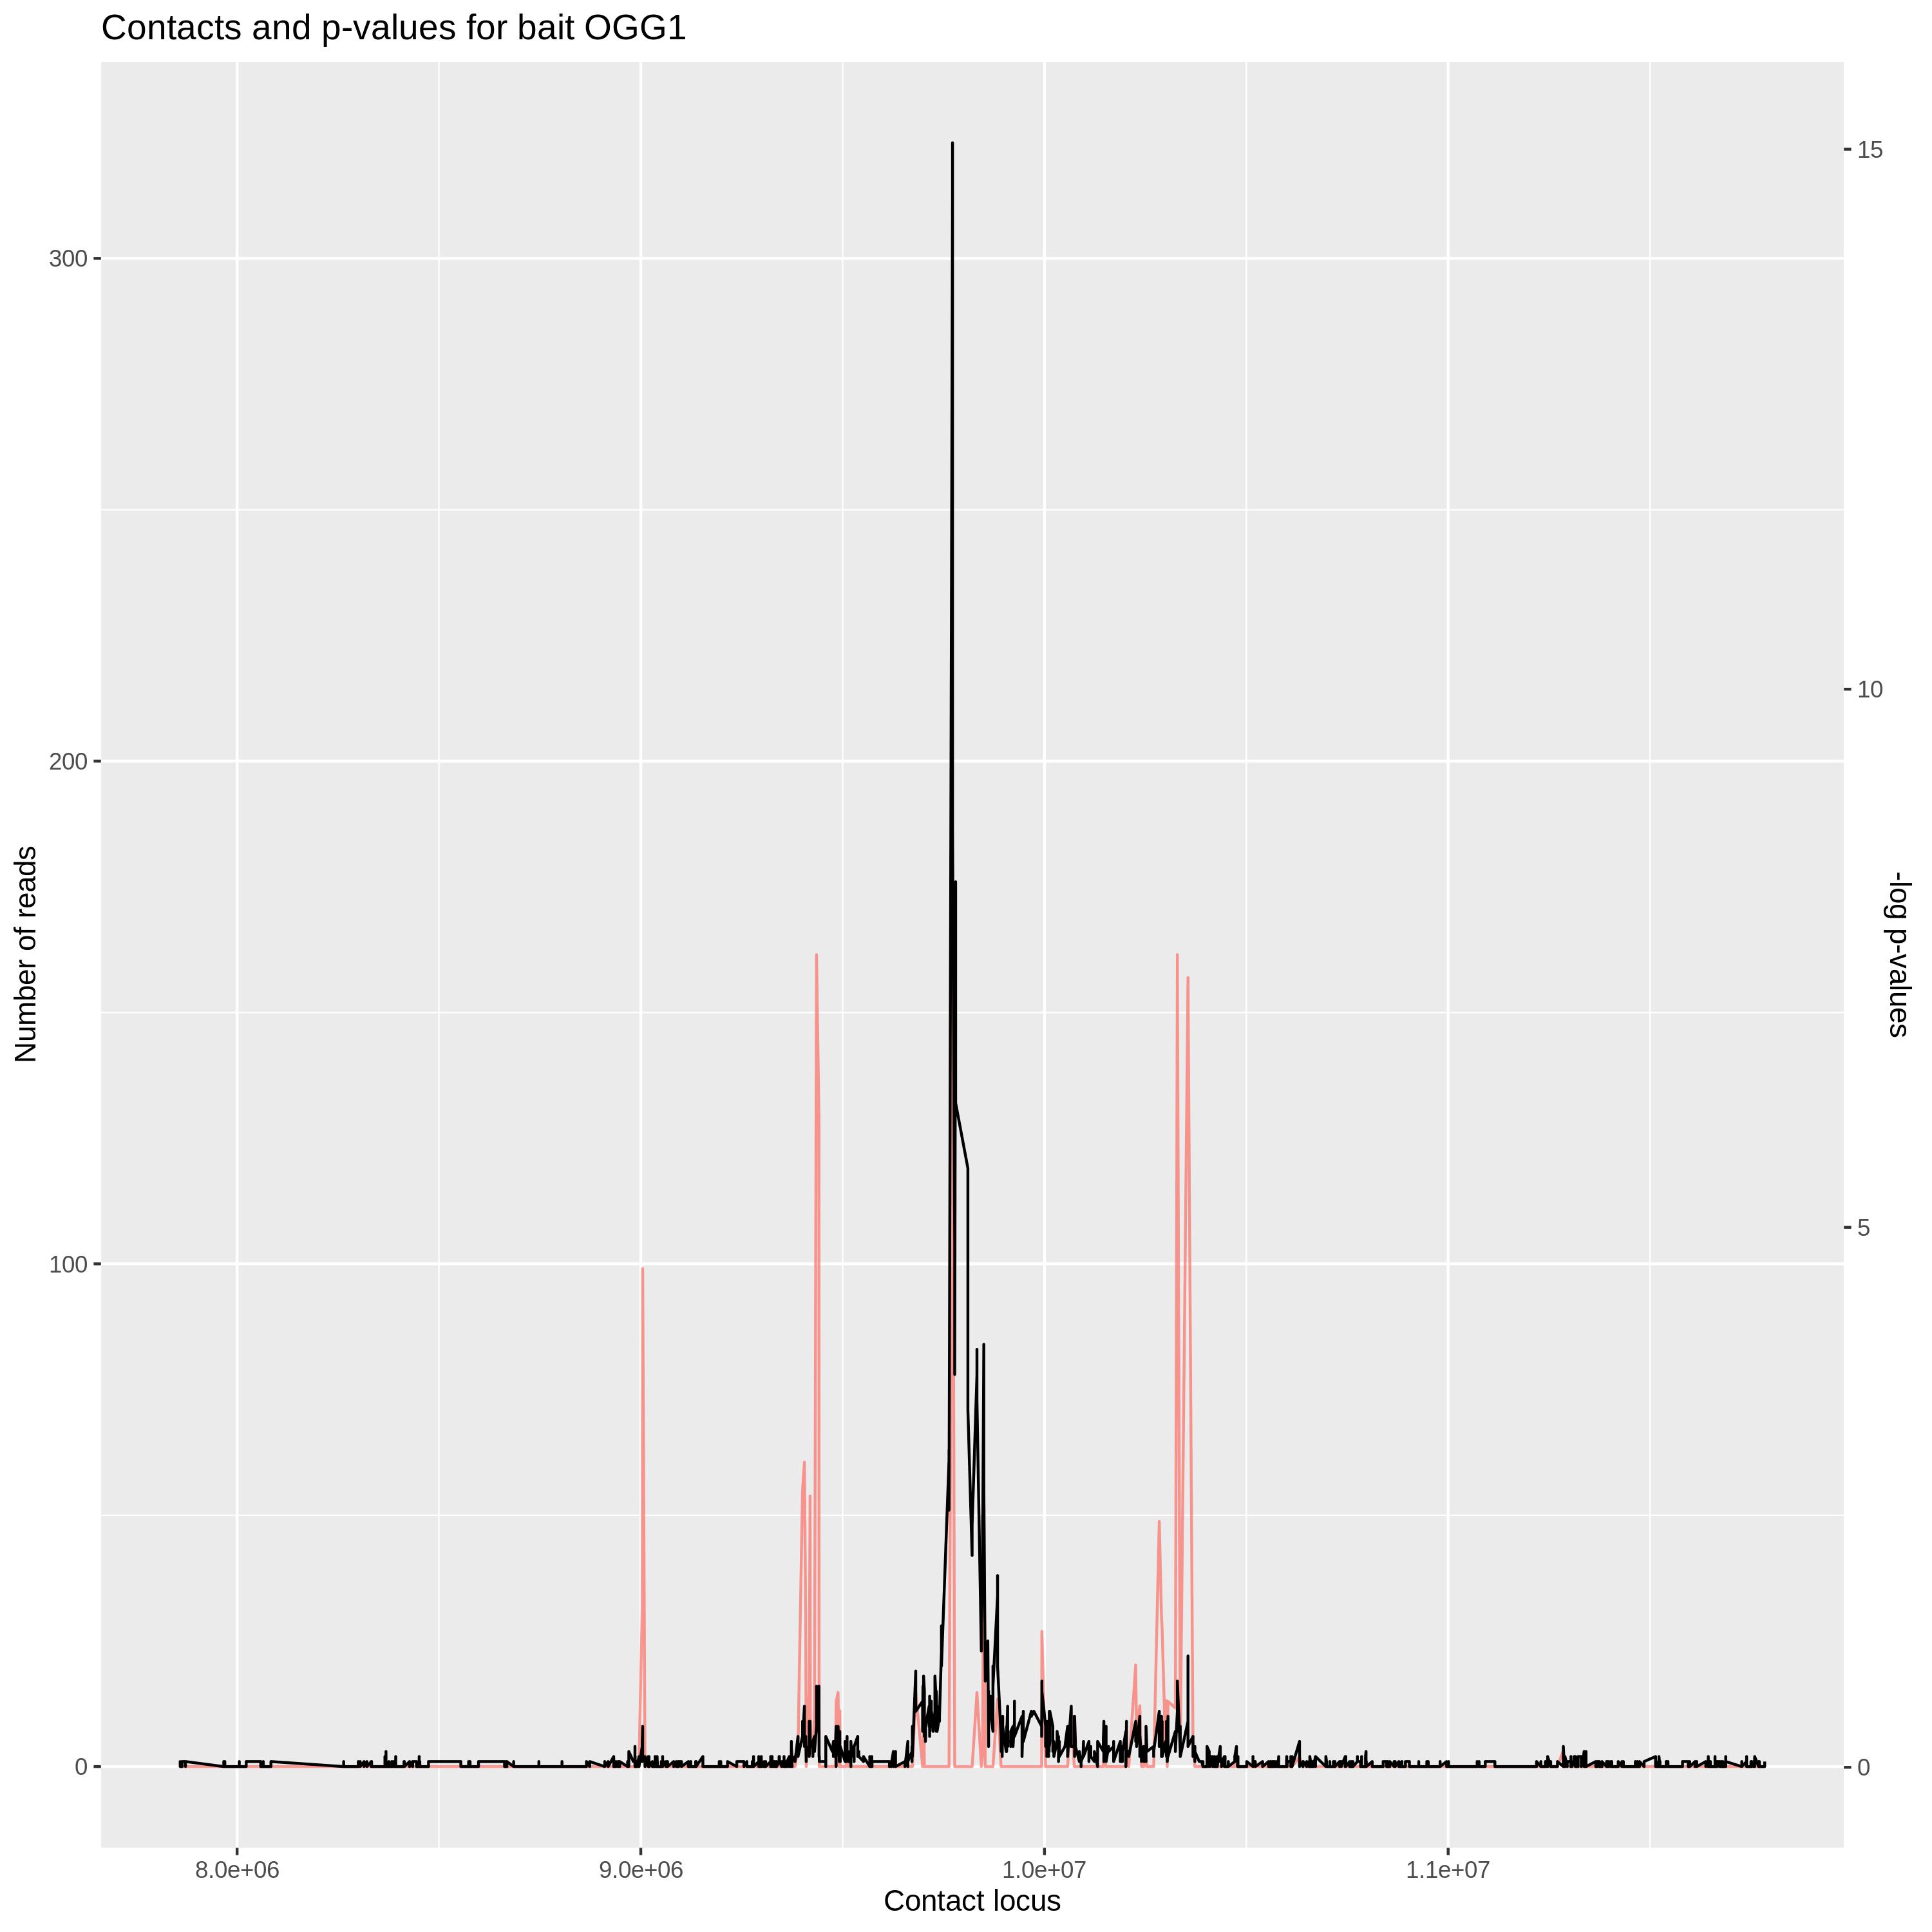 Contacts and p-values for bait OGG1
300
200
100
0
Number of reads
15
10
5
0
-log p-values
8.0e+06
9.0e+06
1.0e+07
1.1e+07
Contact locus